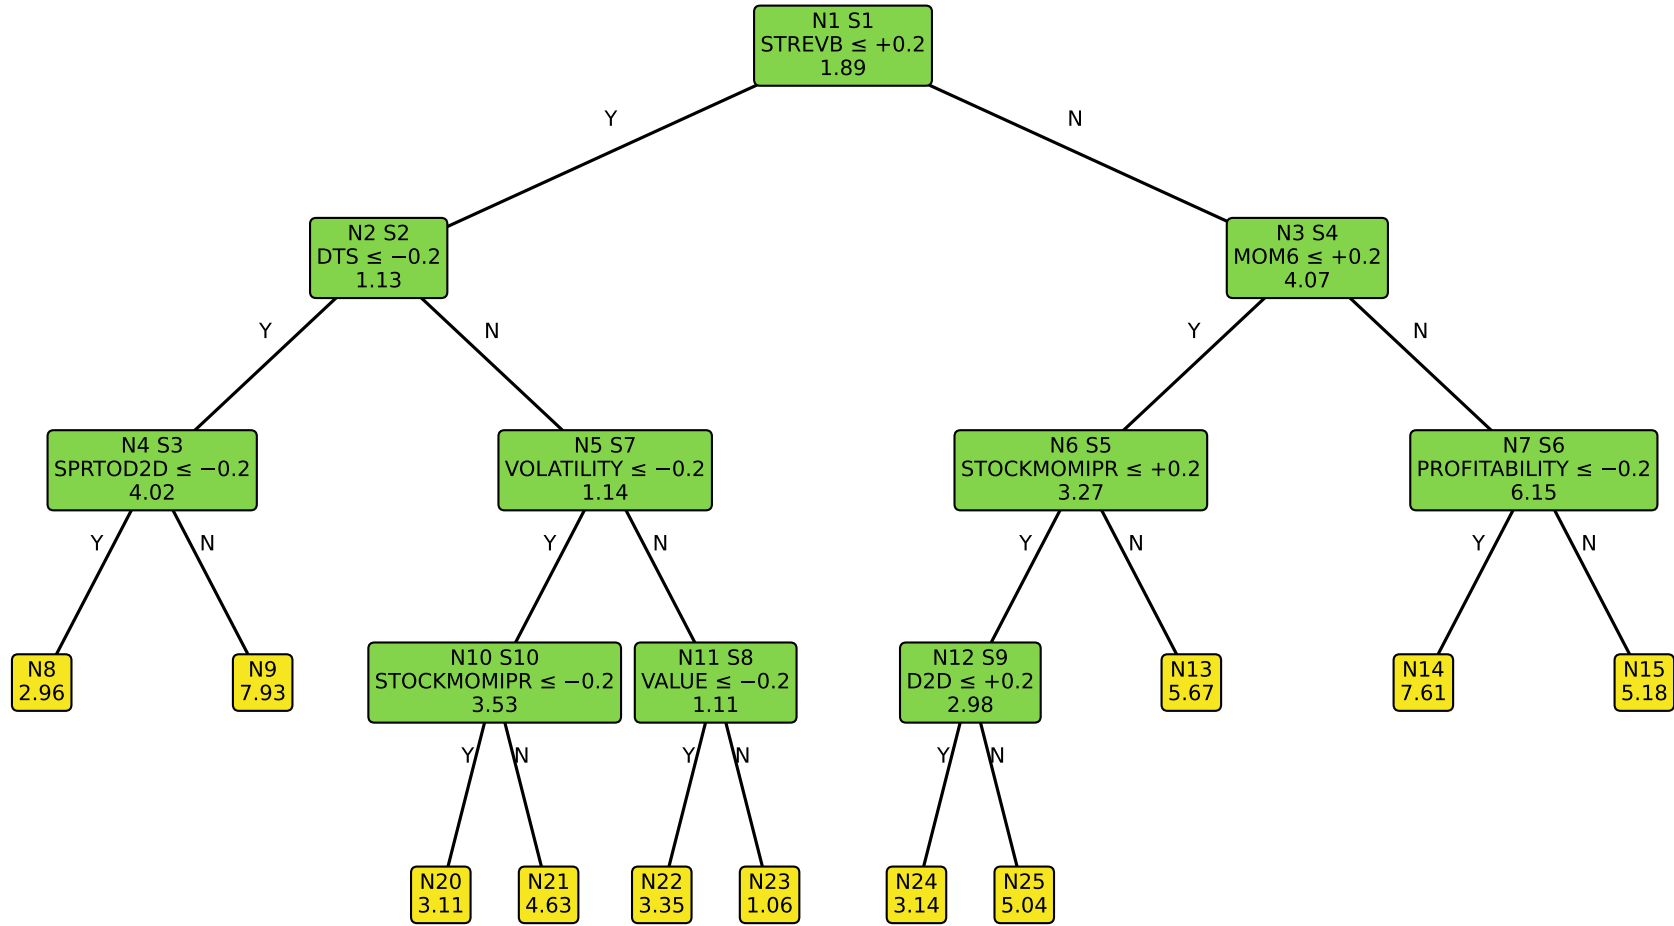 N1 S1
STREVB ≤ +0.2
1.89
Y
N
N2 S2
DTS ≤ −0.2
1.13
N3 S4
MOM6 ≤ +0.2
4.07
Y
N
Y
N
N4 S3
SPRTOD2D ≤ −0.2
4.02
N5 S7
VOLATILITY ≤ −0.2
1.14
N6 S5
STOCKMOMIPR ≤ +0.2
3.27
N7 S6
PROFITABILITY ≤ −0.2
6.15
Y
N
Y
N
Y
N
Y
N
N8
2.96
N9
7.93
N10 S10
STOCKMOMIPR ≤ −0.2
3.53
N11 S8
VALUE ≤ −0.2
1.11
N12 S9
D2D ≤ +0.2
2.98
N13
5.67
N14
7.61
N15
5.18
Y
N
Y
N
Y
N
N20
3.11
N21
4.63
N22
3.35
N23
1.06
N24
3.14
N25
5.04